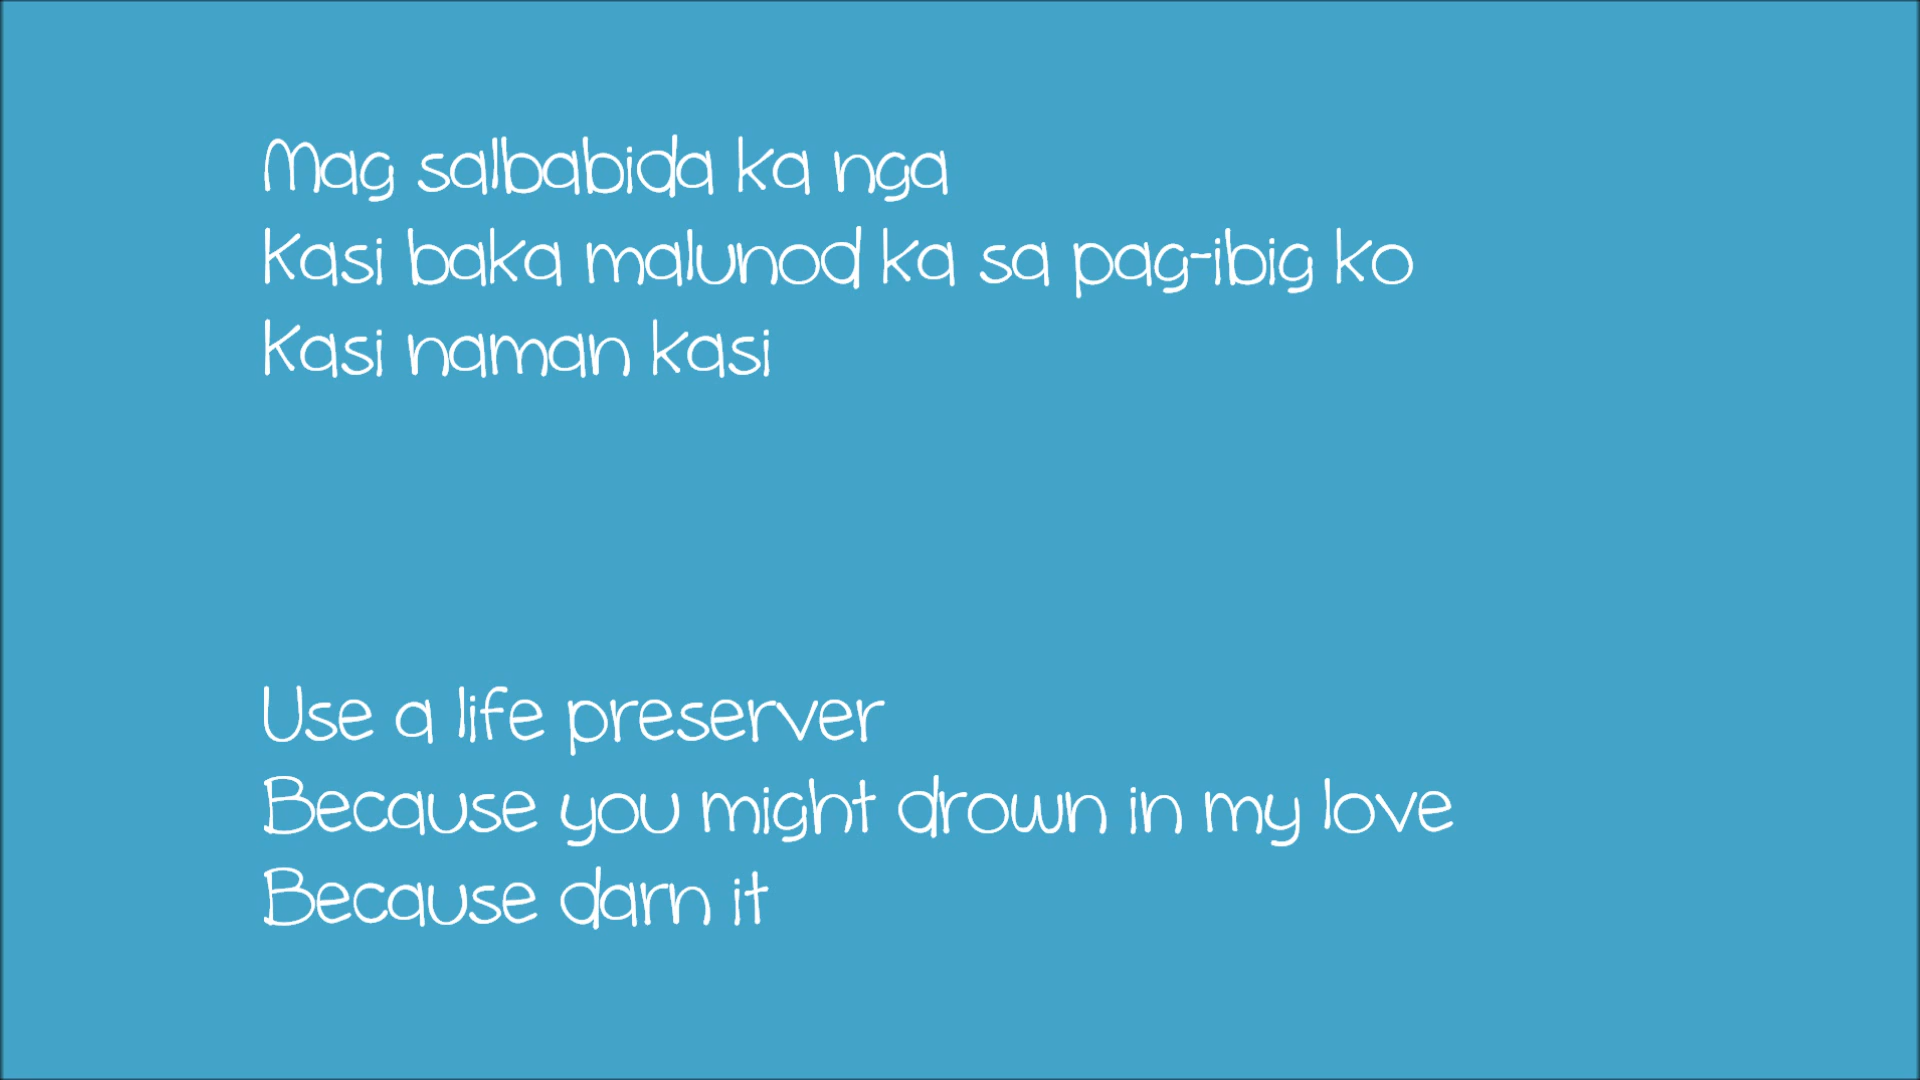 Mag salbabida ka nga
Kasi baka malunod ka sa pag-ibig ko
Kasi naman kasi
Use a life preserver
Because you might drown in my love
Because darn it